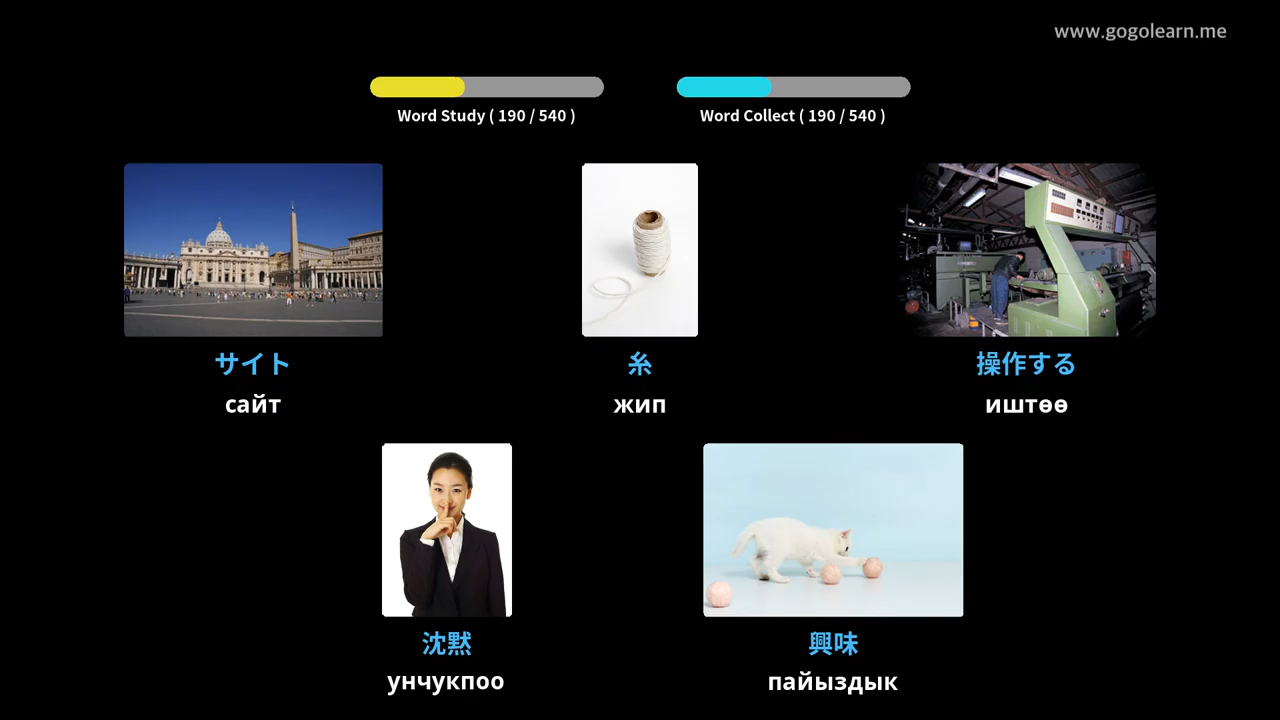 www.gogolearn.me
Word Study ( 190 / 540 )
Word Collect ( 190 / 540 )
サイト
сайт
糸
жип
操作する
иштөө
沈黙
унчукпоо
興味
пайыздык